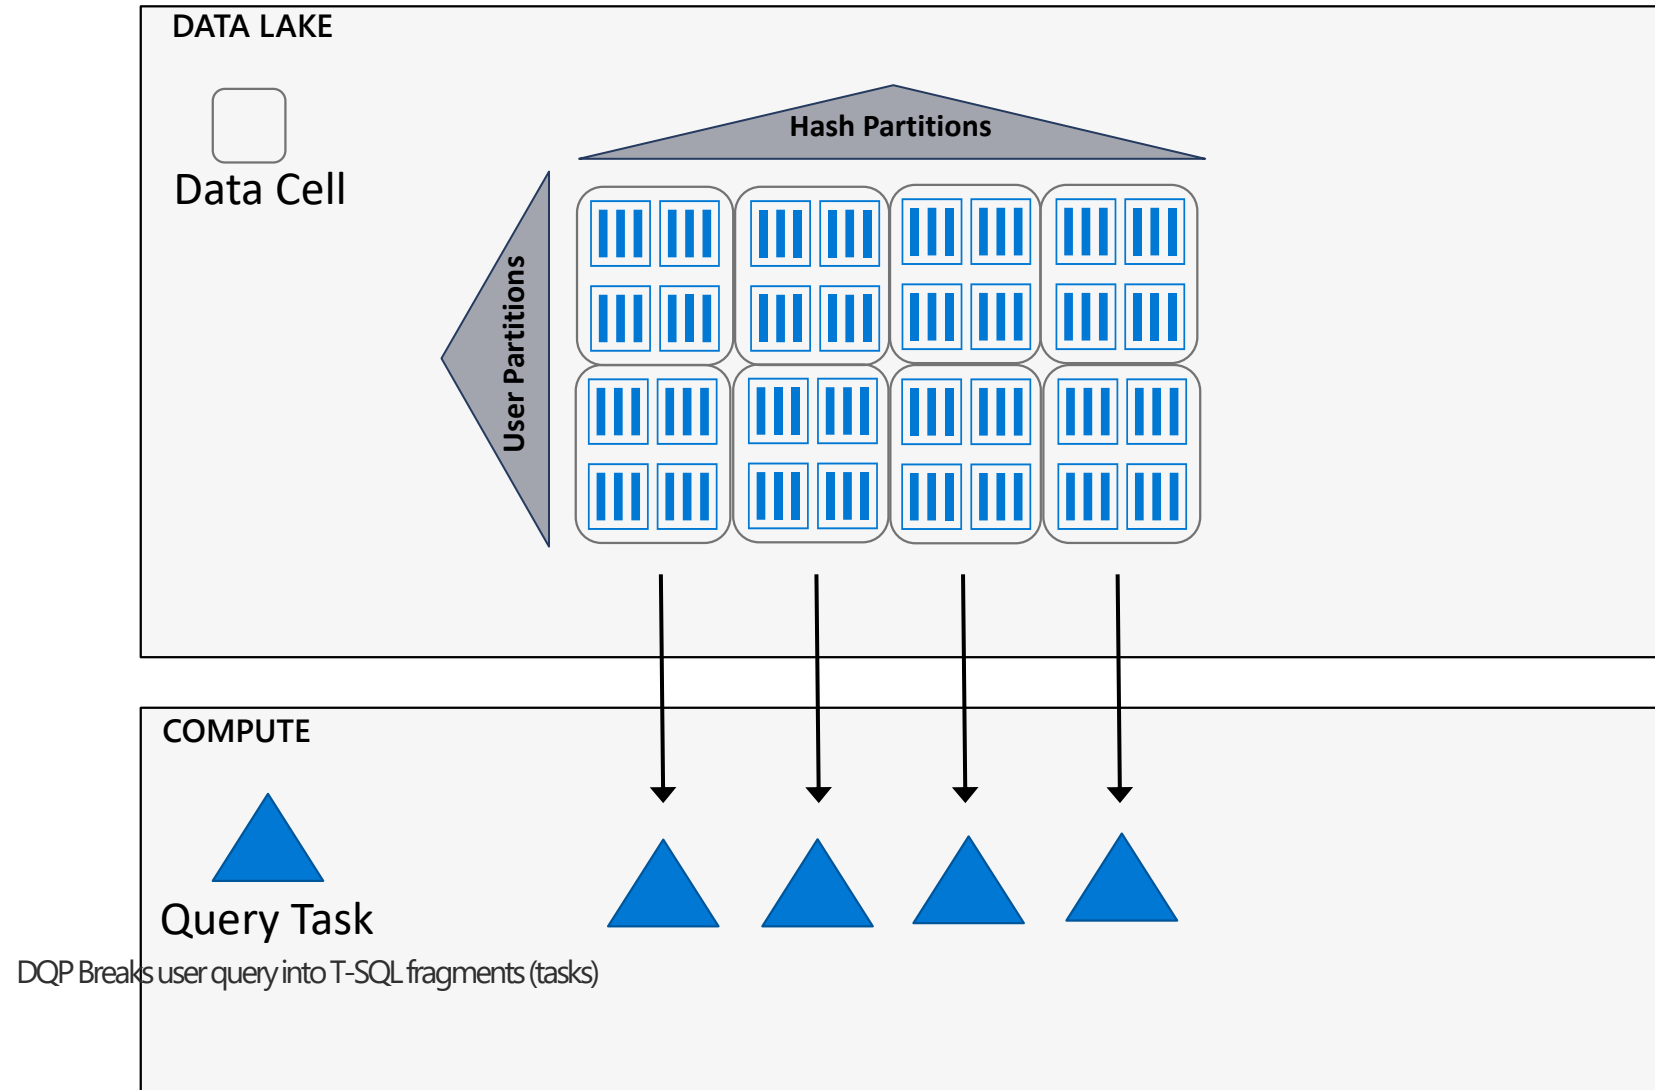 DATA LAKE
Hash Partitions
Data Cell
User Partitions
COMPUTE
Query Task
DQP Breaks user query into T-SQL fragments (tasks)